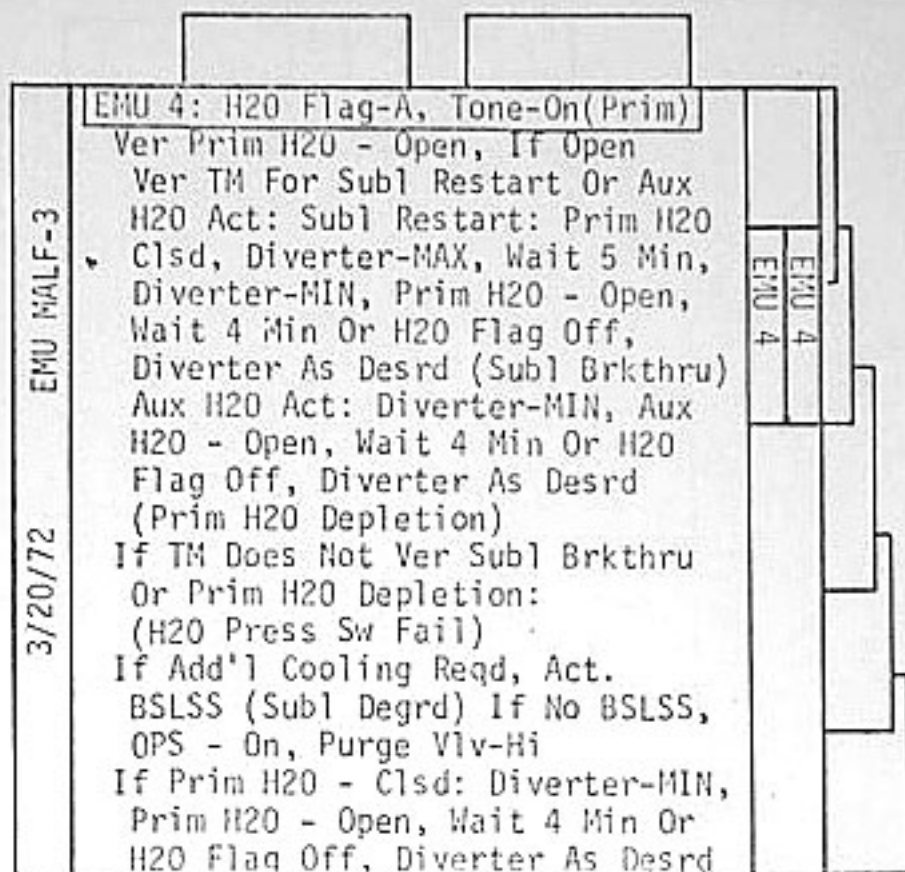 EMU 4: H2O Flag-A, Tone-On(Prim)
Ver Prim H2O - Open, If Open
Ver TM For Subl Restart Or Aux
H2O Act: Subl Restart: Prim H2O
Clsd, Diverter-MAX, Wait 5 Min,
Diverter-MIN, Prim H2O - Open,
Wait 4 Min Or H2O Flag Off,
Diverter As Desrd (Subl Brkthru)
Aux H2O Act: Diverter-MIN, Aux
H2O - Open, Wait 4 Min Or H2O
Flag Off, Diverter As Desrd
(Prim H2O Depletion)
If TM Does Not Ver Subl Brkthru
Or Prim H2O Depletion:
(H2O Press Sw Fail)
If Add'l Cooling Reqd, Act.
BSLSS (Subl Degrd) If No BSLSS,
OPS - On, Purge Vlv-Hi
If Prim H2O - Clsd: Diverter-MIN,
Prim H2O - Open, Wait 4 Min Or
H2O Flag Off, Diverter As Desrd
EMU MALF-3
3/20/72
EMU 4
EMU 4